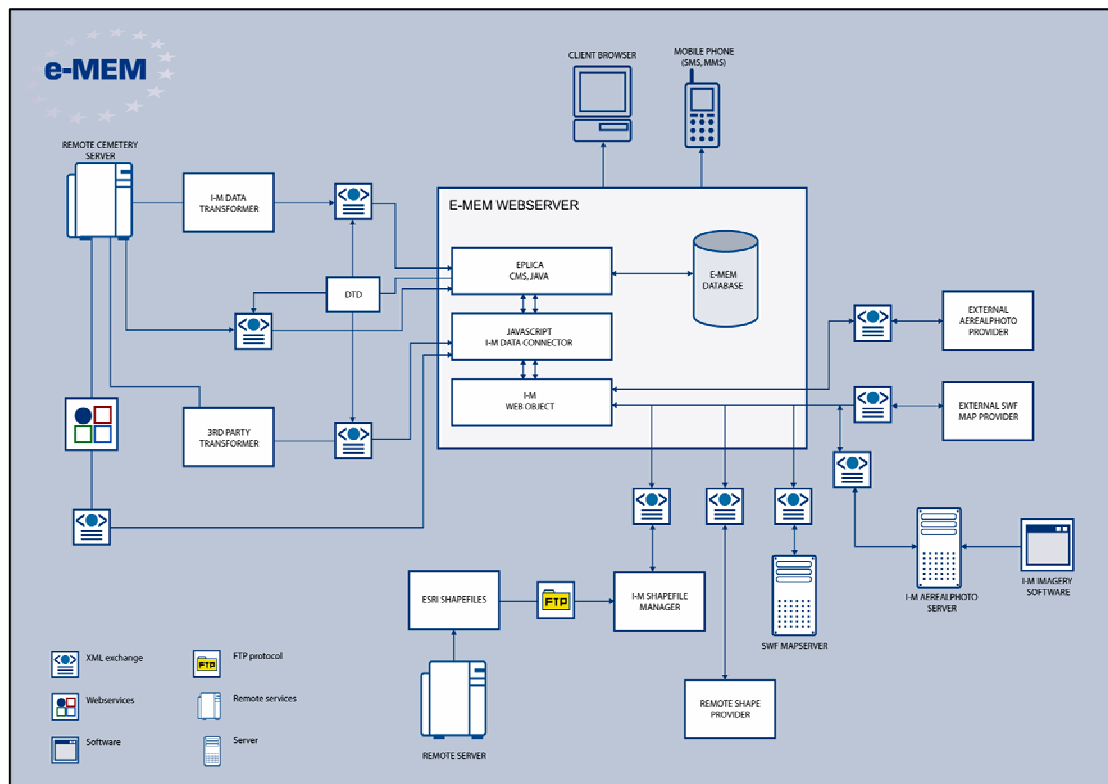 e-MEM
CLIENT BROWSER
MOBILE PHONE
(SMS, MMS)
REMOTE CEMETERY
SERVER
I-M DATA
TRANSFORMER
E-MEM WEBSERVER
EPLICA
CMS, JAVA
E-MEM
DATABASE
DTD
JAVASCRIPT
I-M DATA CONNECTOR
EXTERNAL
AEREALPHOTO
PROVIDER
I-M
WEB OBJECT
EXTERNAL SWF
MAP PROVIDER
3RD PARTY
TRANSFORMER
ESRI SHAPEFILES
FTP
I-M SHAPEFILE
MANAGER
I-M AEREALPHOTO
SERVER
I-M IMAGERY
SOFTWARE
SWF MAPSERVER
REMOTE SHAPE
PROVIDER
REMOTE SERVER
XML exchange
FTP
FTP protocol
Webservices
Remote services
Software
Server